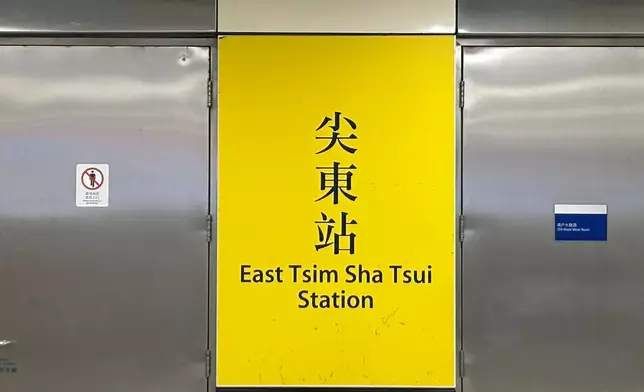 尖
東
站
East Tsim Sha Tsui
Station